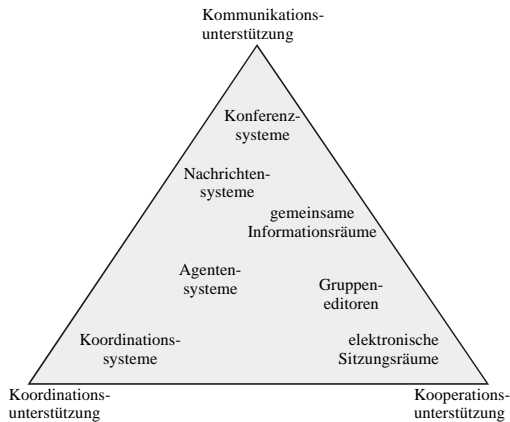 Kommunikations-
unterstützung
Konferenz-
systeme
Nachrichten-
systeme
gemeinsame
Informationsräume
Agenten-
systeme
Gruppen-
editoren
Koordinations-
systeme
elektronische
Sitzungsräume
Koordinations-
unterstützung
Kooperations-
unterstützung